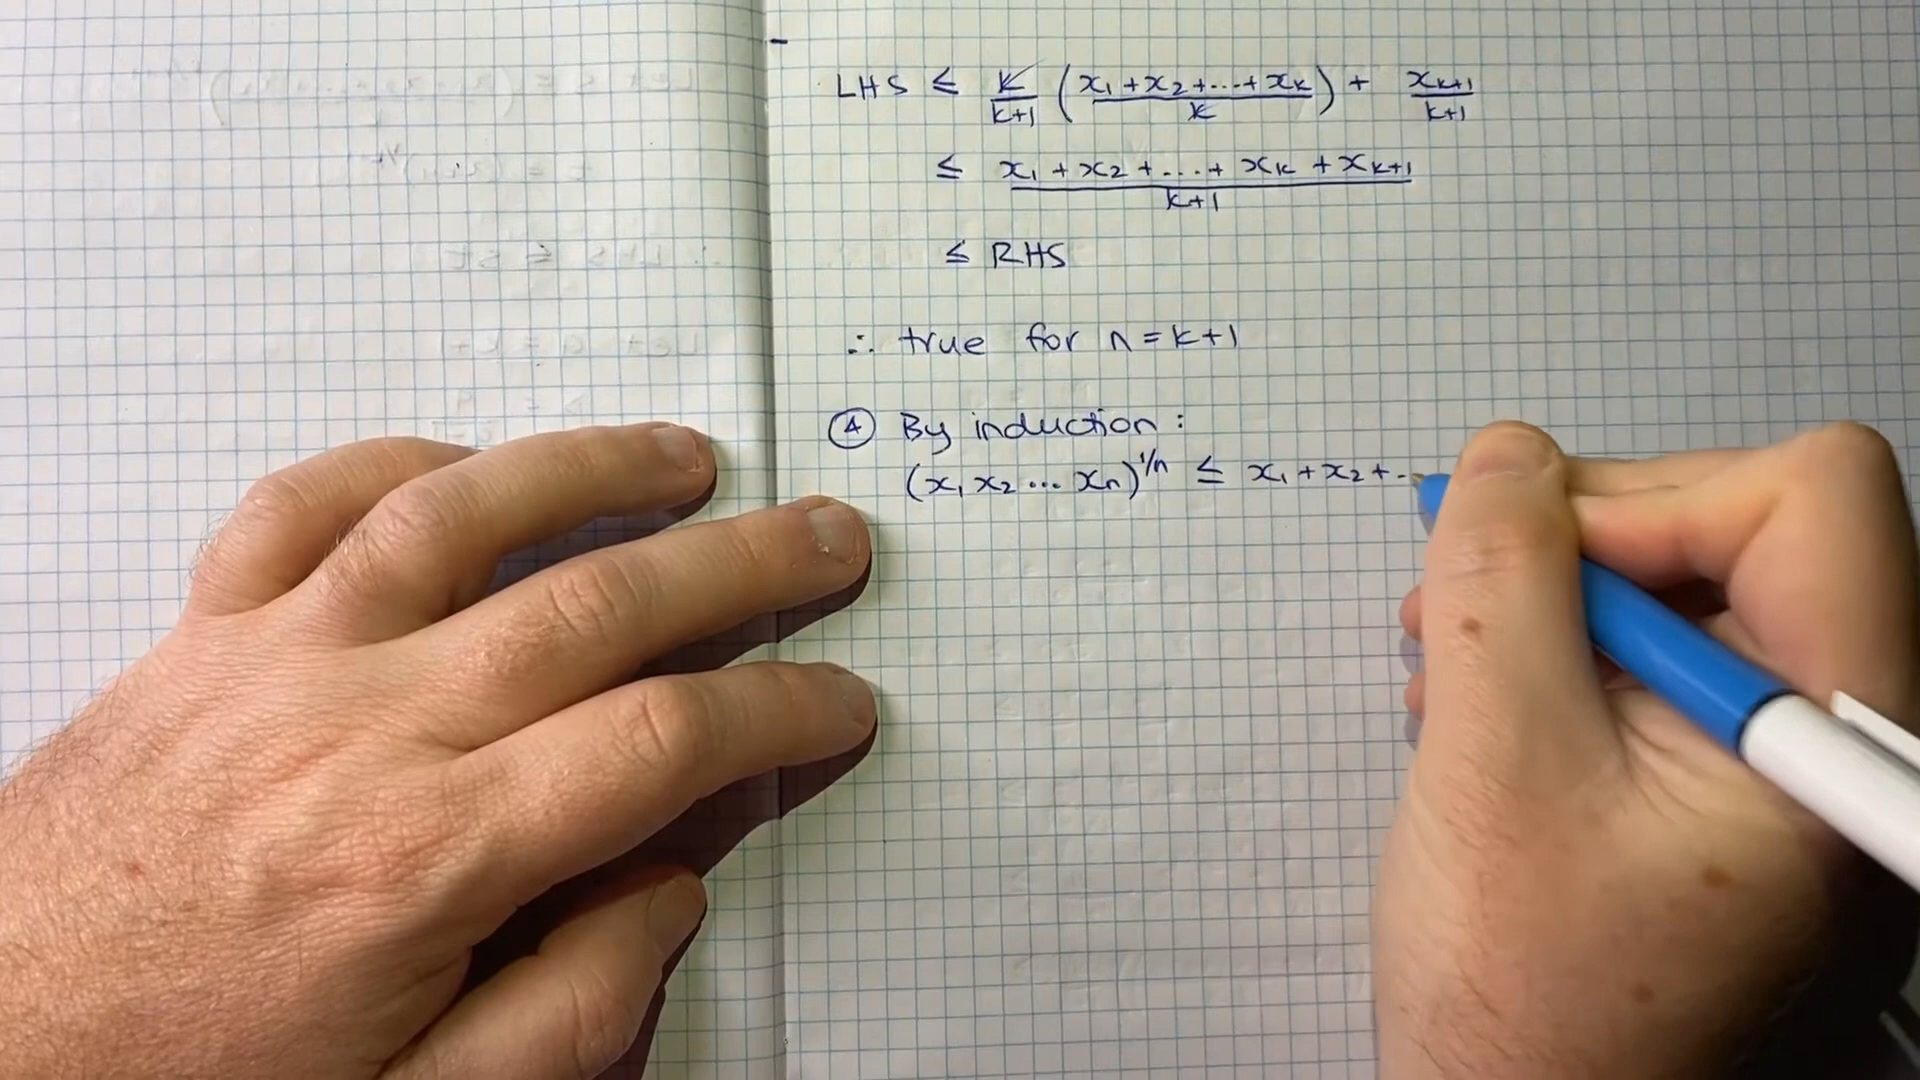 LHS ≤ k/k+1 (x₁+x₂+...+xₖ/k) + xₖ₊₁/k+1
≤ x₁ + x₂ + ... + xₖ + xₖ₊₁/k+1
≤ RHS
∴ true for n = k+1
④ By induction:
(x₁ x₂ ... xₙ)^1/n ≤ x₁ + x₂ + ..